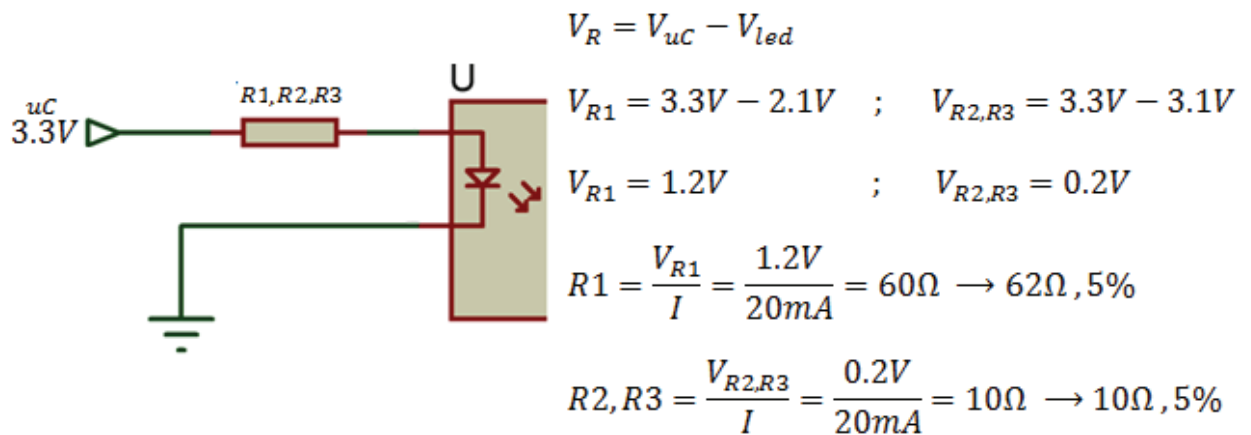 uC
3.3V
R1,R2,R3
U
V_R = V_uC − V_led
V_R1 = 3.3V − 2.1V ; V_R2,R3 = 3.3V − 3.1V
V_R1 = 1.2V ; V_R2,R3 = 0.2V
R1 = V_R1/I = 1.2V/20mA = 60Ω → 62Ω ,5%
R2,R3 = V_R2,R3/I = 0.2V/20mA = 10Ω → 10Ω ,5%